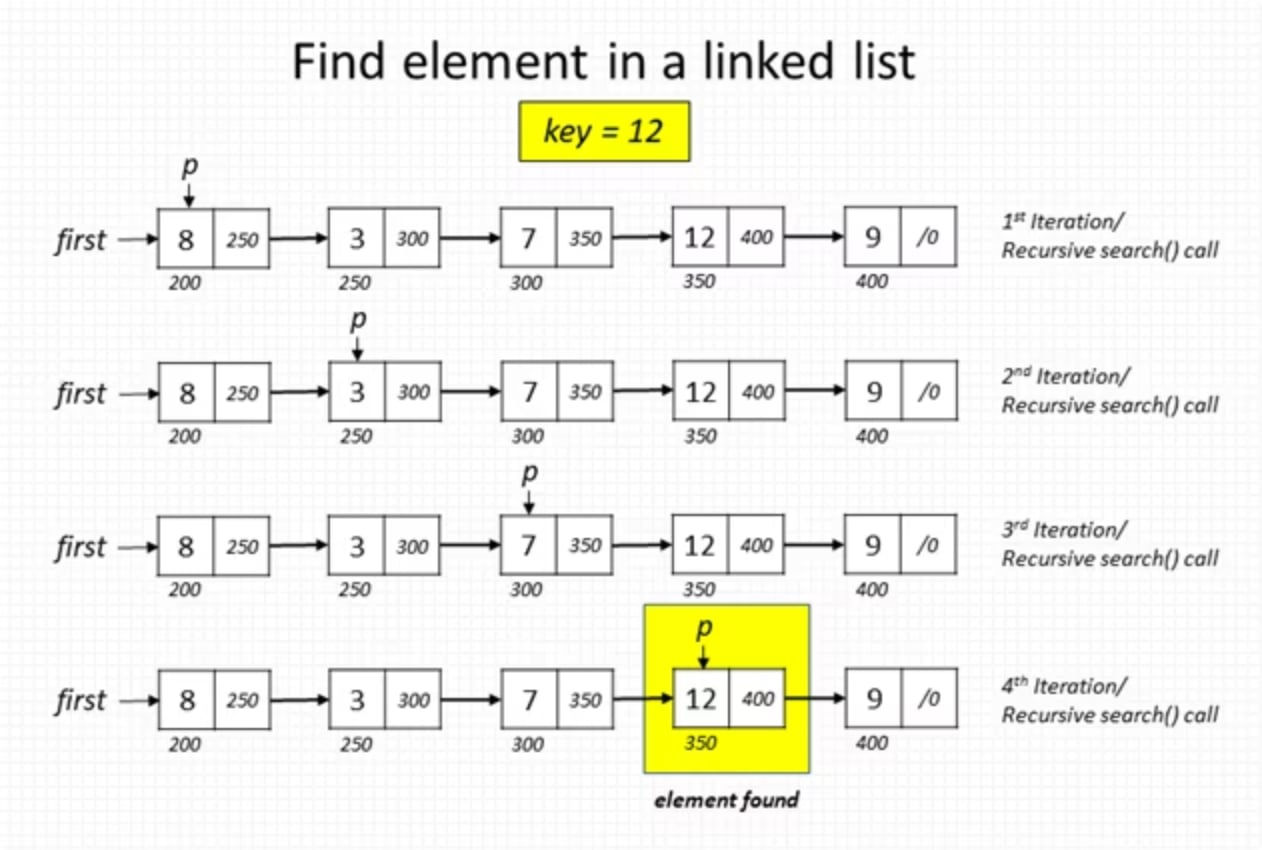 Find element in a linked list
key = 12
p
first 8 250 3 300 7 350 12 400 9 /0 1st Iteration/
Recursive search() call
200 250 300 350 400
p
first 8 250 3 300 7 350 12 400 9 /0 2nd Iteration/
Recursive search() call
200 250 300 350 400
p
first 8 250 3 300 7 350 12 400 9 /0 3rd Iteration/
Recursive search() call
200 250 300 350 400
p
first 8 250 3 300 7 350 12 400 9 /0 4th Iteration/
Recursive search() call
200 250 300 350 400
element found